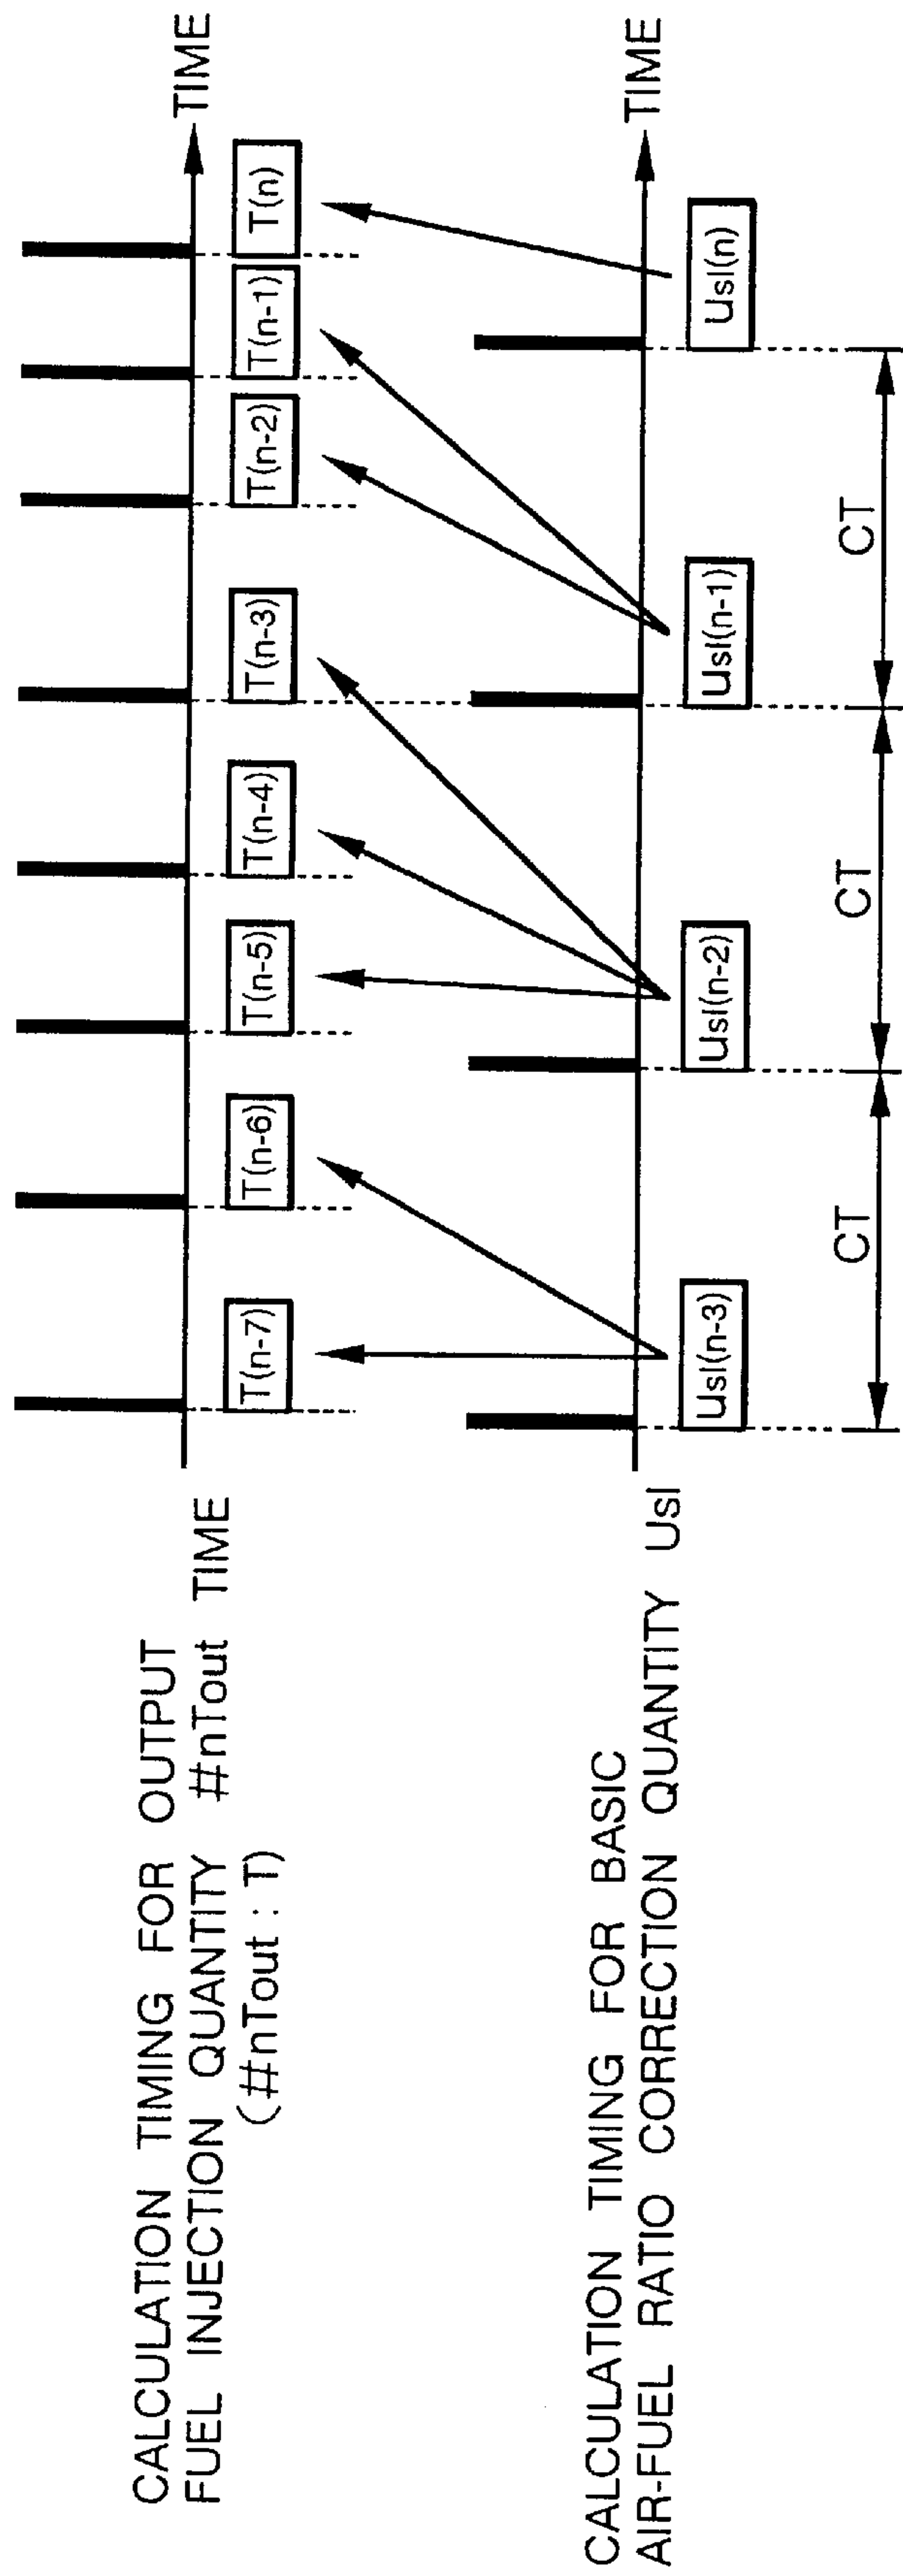 CALCULATION TIMING FOR OUTPUT
FUEL INJECTION QUANTITY #nTout TIME
(#nTout : T)
T(n-7)
T(n-6)
T(n-5)
T(n-4)
T(n-3)
T(n-2)
T(n-1)
T(n)
TIME
CALCULATION TIMING FOR BASIC
AIR-FUEL RATIO CORRECTION QUANTITY Usl
Usl(n-3)
Usl(n-2)
Usl(n-1)
Usl(n)
TIME
CT
CT
CT